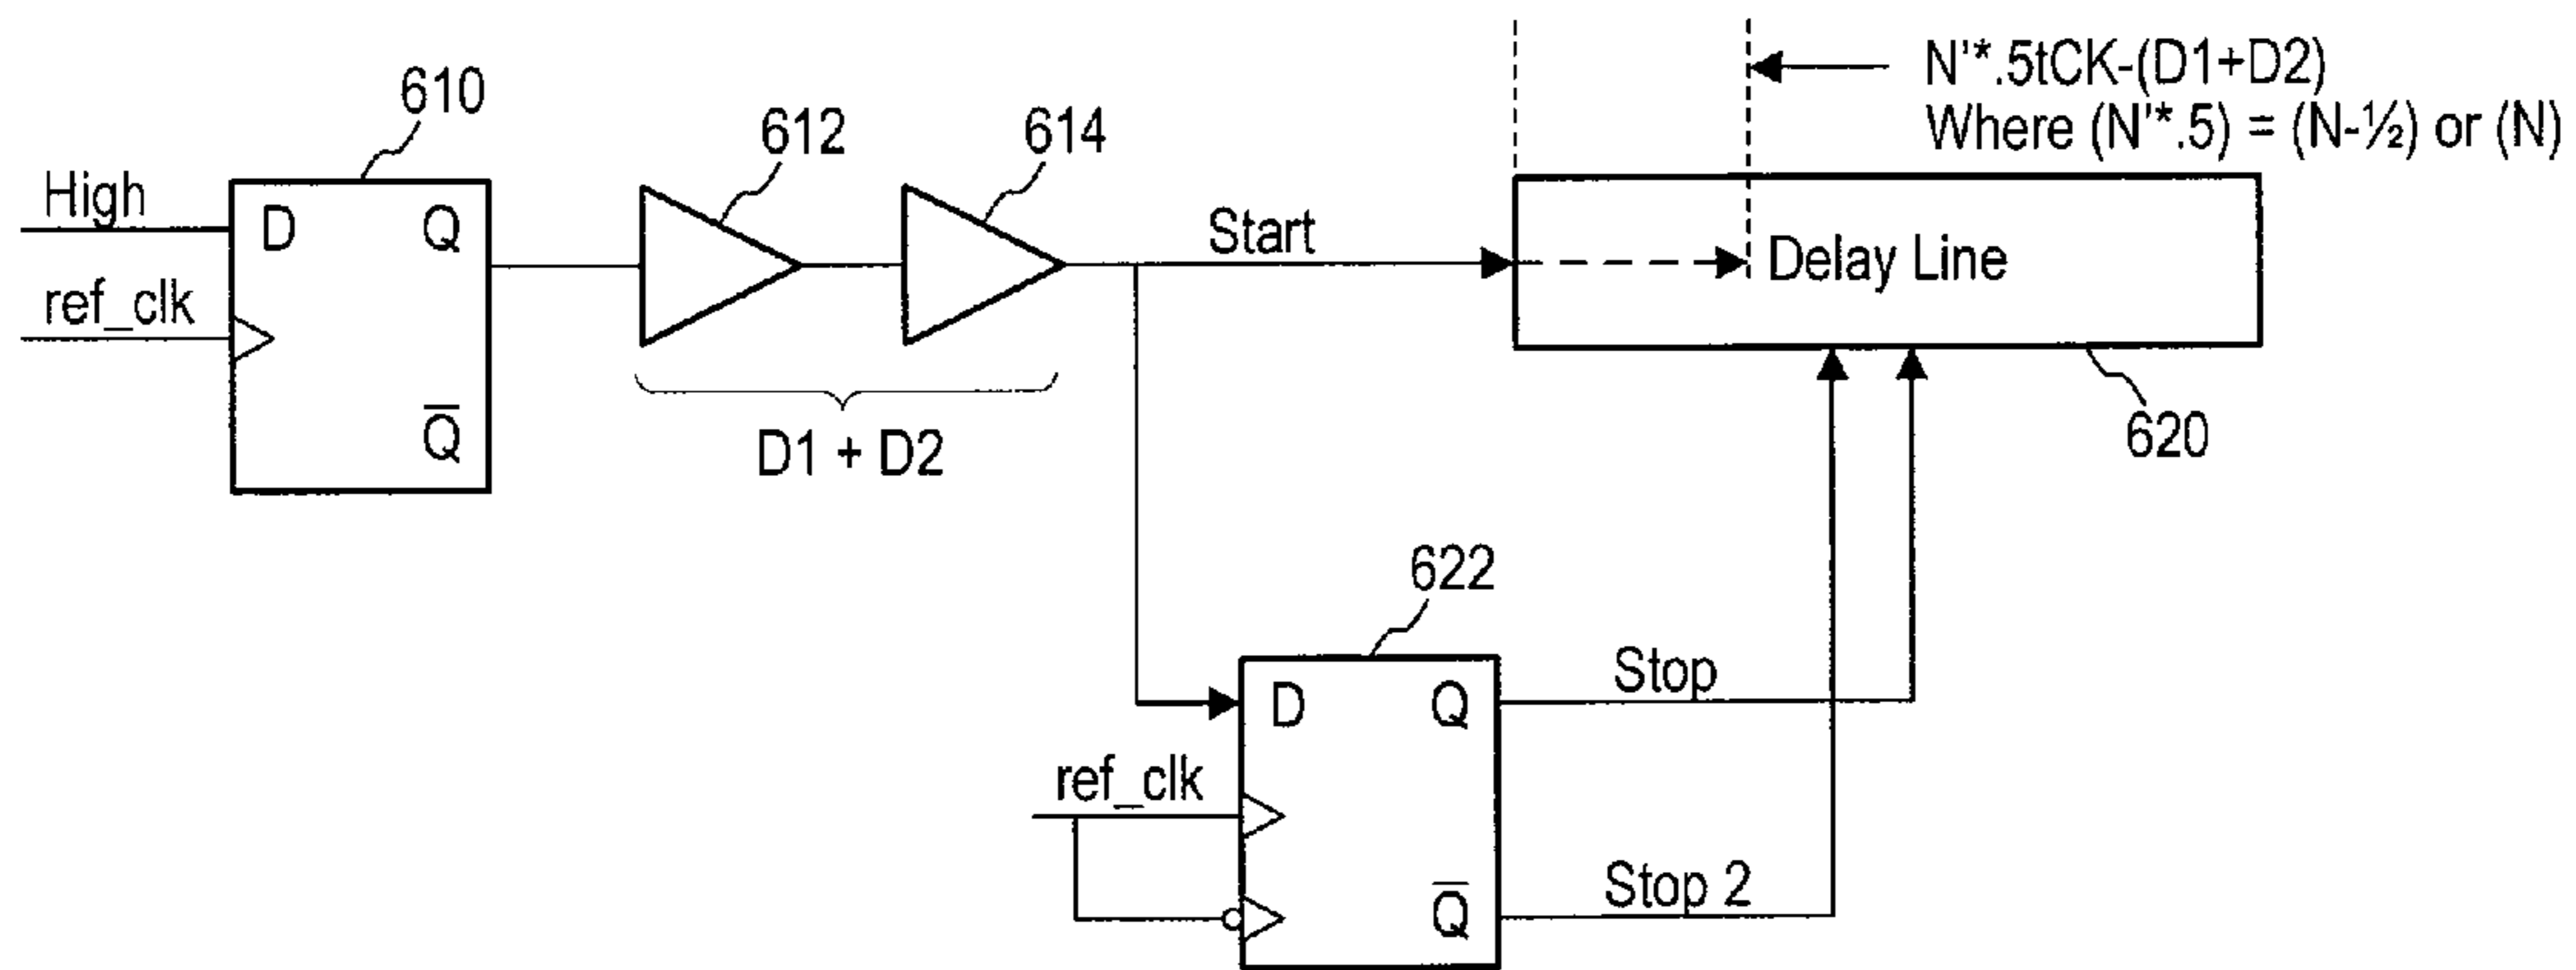 610
High
ref_clk
D
Q
Q̅
612
614
D1 + D2
Start
N'*.5tCK-(D1+D2)
Where (N'*.5) = (N-½) or (N)
Delay Line
620
622
D
Q
ref_clk
Q̅
Stop
Stop 2